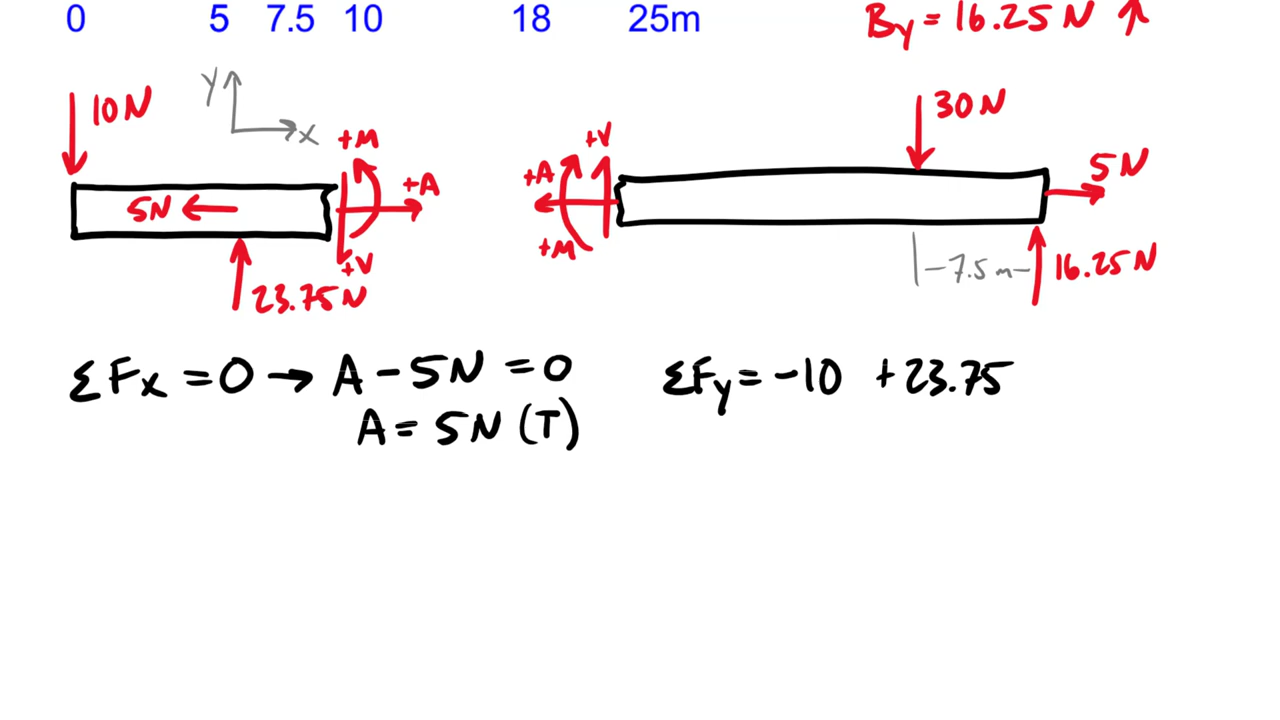 0 5 7.5 10 18 25m
By = 16.25 N ↑
10N
Y
X
+M
+A
5N ←
+V
23.75N
+V
+A
+M
30N
5N
-7.5m-
16.25N
ΣFx = 0 → A - 5N = 0
A = 5N (T)
ΣFy = -10 + 23.75